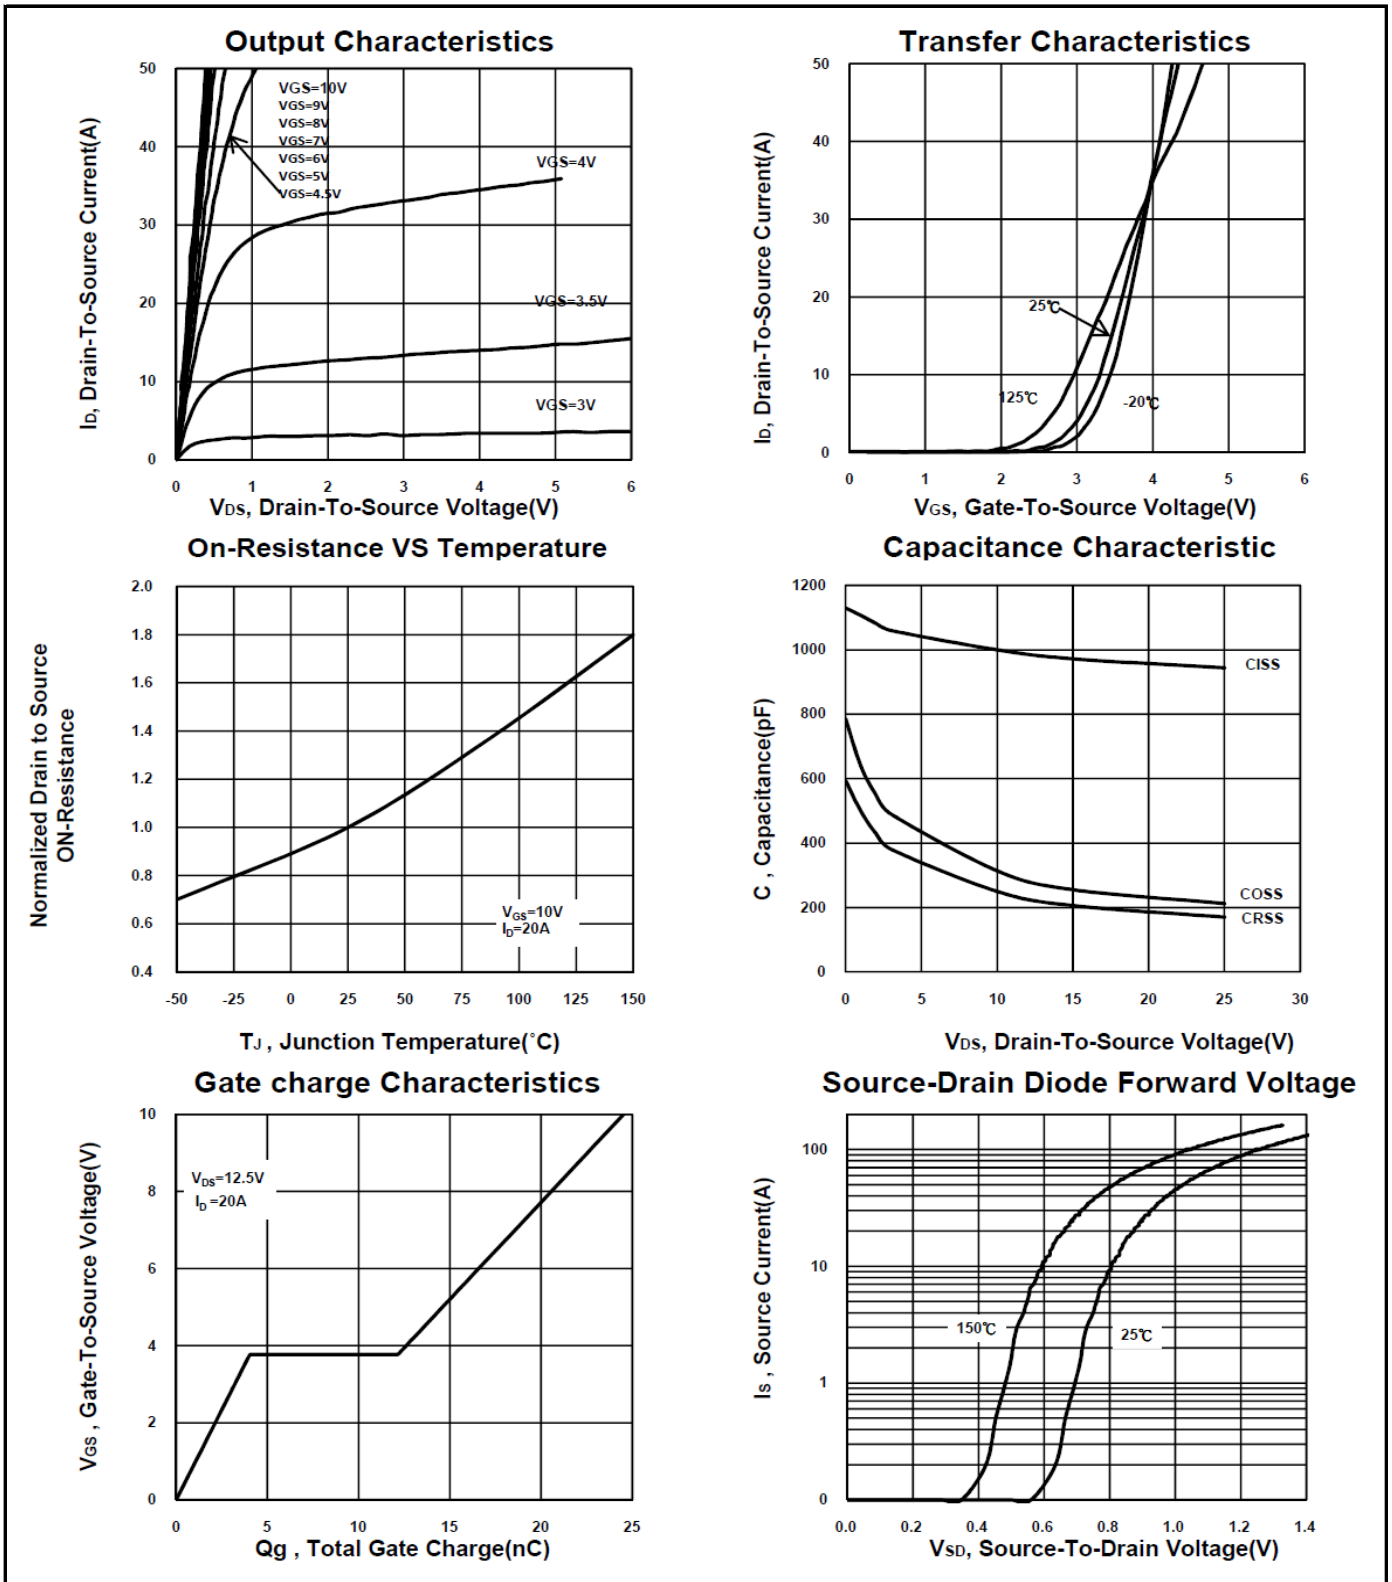 Output Characteristics
ID, Drain-To-Source Current(A)
50
40
30
20
10
0
VGS=10V
VGS=9V
VGS=8V
VGS=7V
VGS=6V
VGS=5V
VGS=4.5V
VGS=4V
VGS=3.5V
VGS=3V
0 1 2 3 4 5 6
VDS, Drain-To-Source Voltage(V)
Transfer Characteristics
ID, Drain-To-Source Current(A)
50
40
30
20
10
0
25℃
125℃
-20℃
0 1 2 3 4 5 6
VGS, Gate-To-Source Voltage(V)
On-Resistance VS Temperature
Normalized Drain to Source
ON-Resistance
2.0
1.8
1.6
1.4
1.2
1.0
0.8
0.6
0.4
VGS=10V
ID=20A
-50 -25 0 25 50 75 100 125 150
TJ , Junction Temperature(˚C)
Capacitance Characteristic
C , Capacitance(pF)
1200
1000
800
600
400
200
0
CISS
COSS
CRSS
0 5 10 15 20 25 30
VDS, Drain-To-Source Voltage(V)
Gate charge Characteristics
VGS , Gate-To-Source Voltage(V)
10
8
6
4
2
0
VDS=12.5V
ID =20A
0 5 10 15 20 25
Qg , Total Gate Charge(nC)
Source-Drain Diode Forward Voltage
IS , Source Current(A)
100
10
1
0
150℃
25℃
0.0 0.2 0.4 0.6 0.8 1.0 1.2 1.4
VSD, Source-To-Drain Voltage(V)